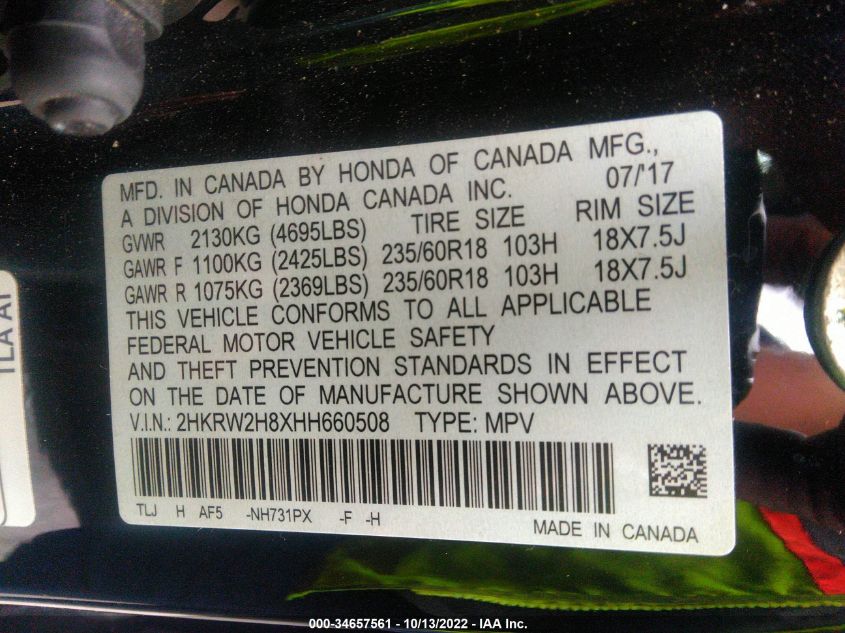 MFD. IN CANADA BY HONDA OF CANADA MFG.,
A DIVISION OF HONDA CANADA INC. 07/'17
GVWR 2130KG (4695LBS) TIRE SIZE RIM SIZE
GAWR F 1100KG (2425LBS) 235/60R18 103H 18X7.5J
GAWR R 1075KG (2369LBS) 235/60R18 103H 18X7.5J
THIS VEHICLE CONFORMS TO ALL APPLICABLE
FEDERAL MOTOR VEHICLE SAFETY
AND THEFT PREVENTION STANDARDS IN EFFECT
ON THE DATE OF MANUFACTURE SHOWN ABOVE.
V.I.N.: 2HKRW2H8XHH660508 TYPE: MPV
TLJ H -AF5 -NH731PX -F -H
MADE IN CANADA
000-34657561 - 10/13/2022 - IAA Inc.